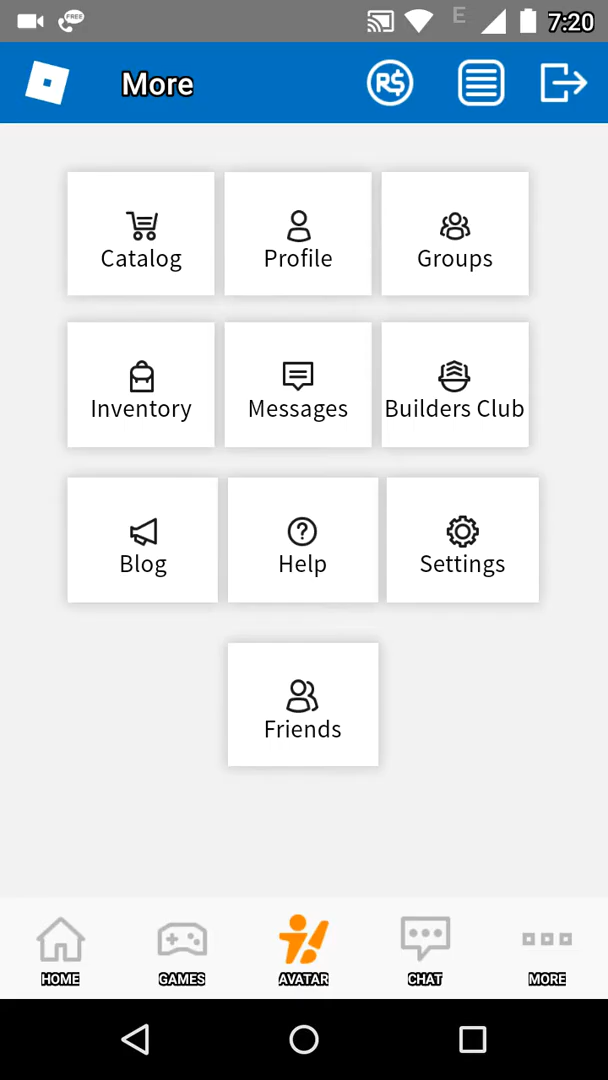 FREE E 7:20
More R$
Catalog Profile Groups
Inventory Messages Builders Club
Blog Help Settings
Friends
HOME GAMES AVATAR CHAT MORE